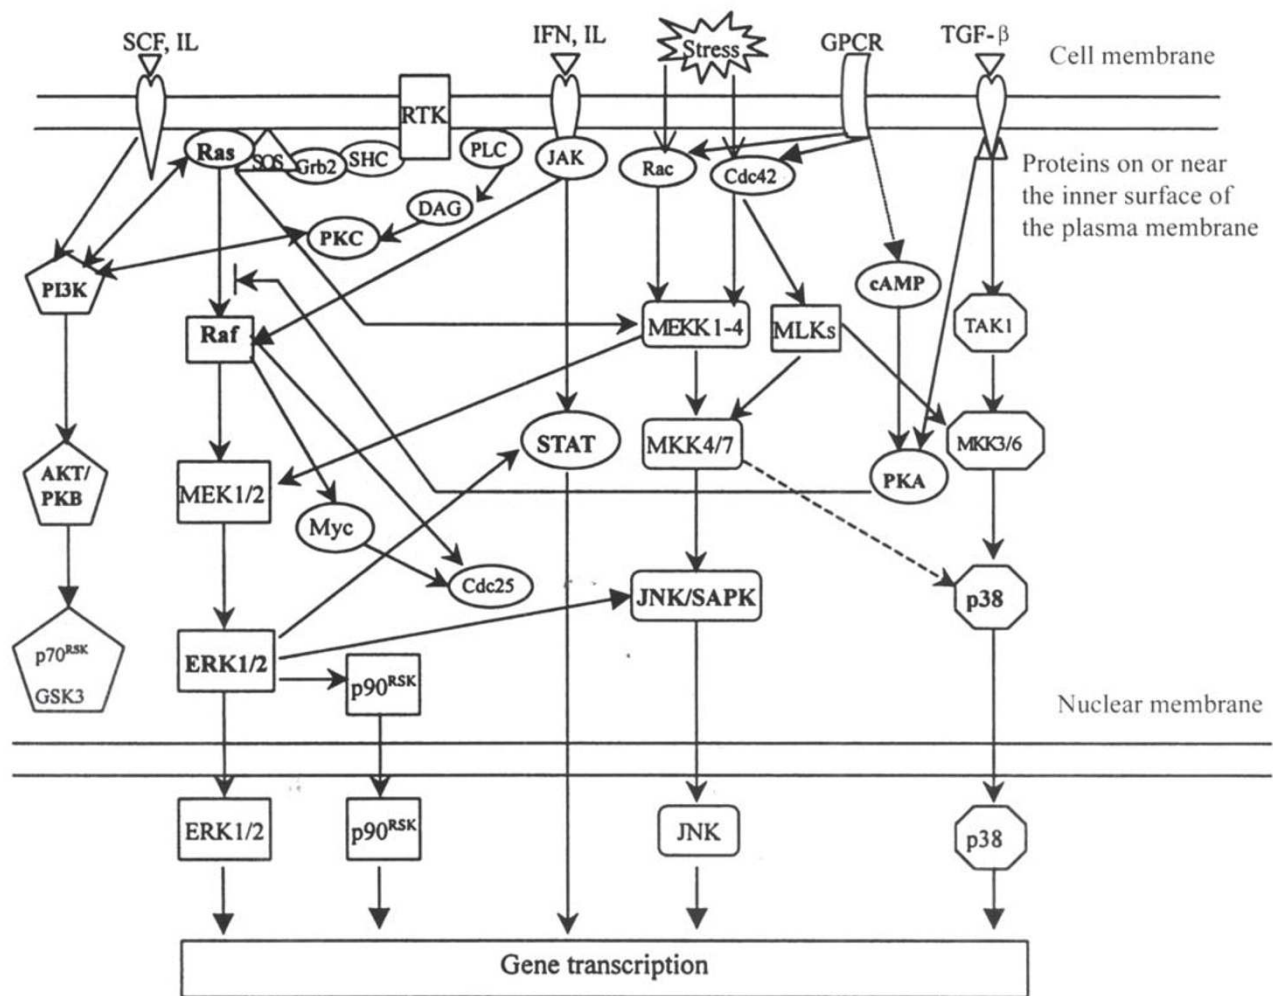 SCF, IL
IFN, IL
Stress
GPCR
TGF-β
Cell membrane
RTK
Ras
SOS
Grb2
SHC
PLC
JAK
Rac
Cdc42
Proteins on or near
the inner surface of
the plasma membrane
DAG
PKC
PI3K
cAMP
Raf
MEKK1-4
MLKs
TAK1
AKT/
PKB
STAT
MKK4/7
MKK3/6
PKA
MEK1/2
Myc
Cdc25
JNK/SAPK
p38
p70RSK
GSK3
ERK1/2
p90RSK
Nuclear membrane
ERK1/2
p90RSK
JNK
p38
Gene transcription